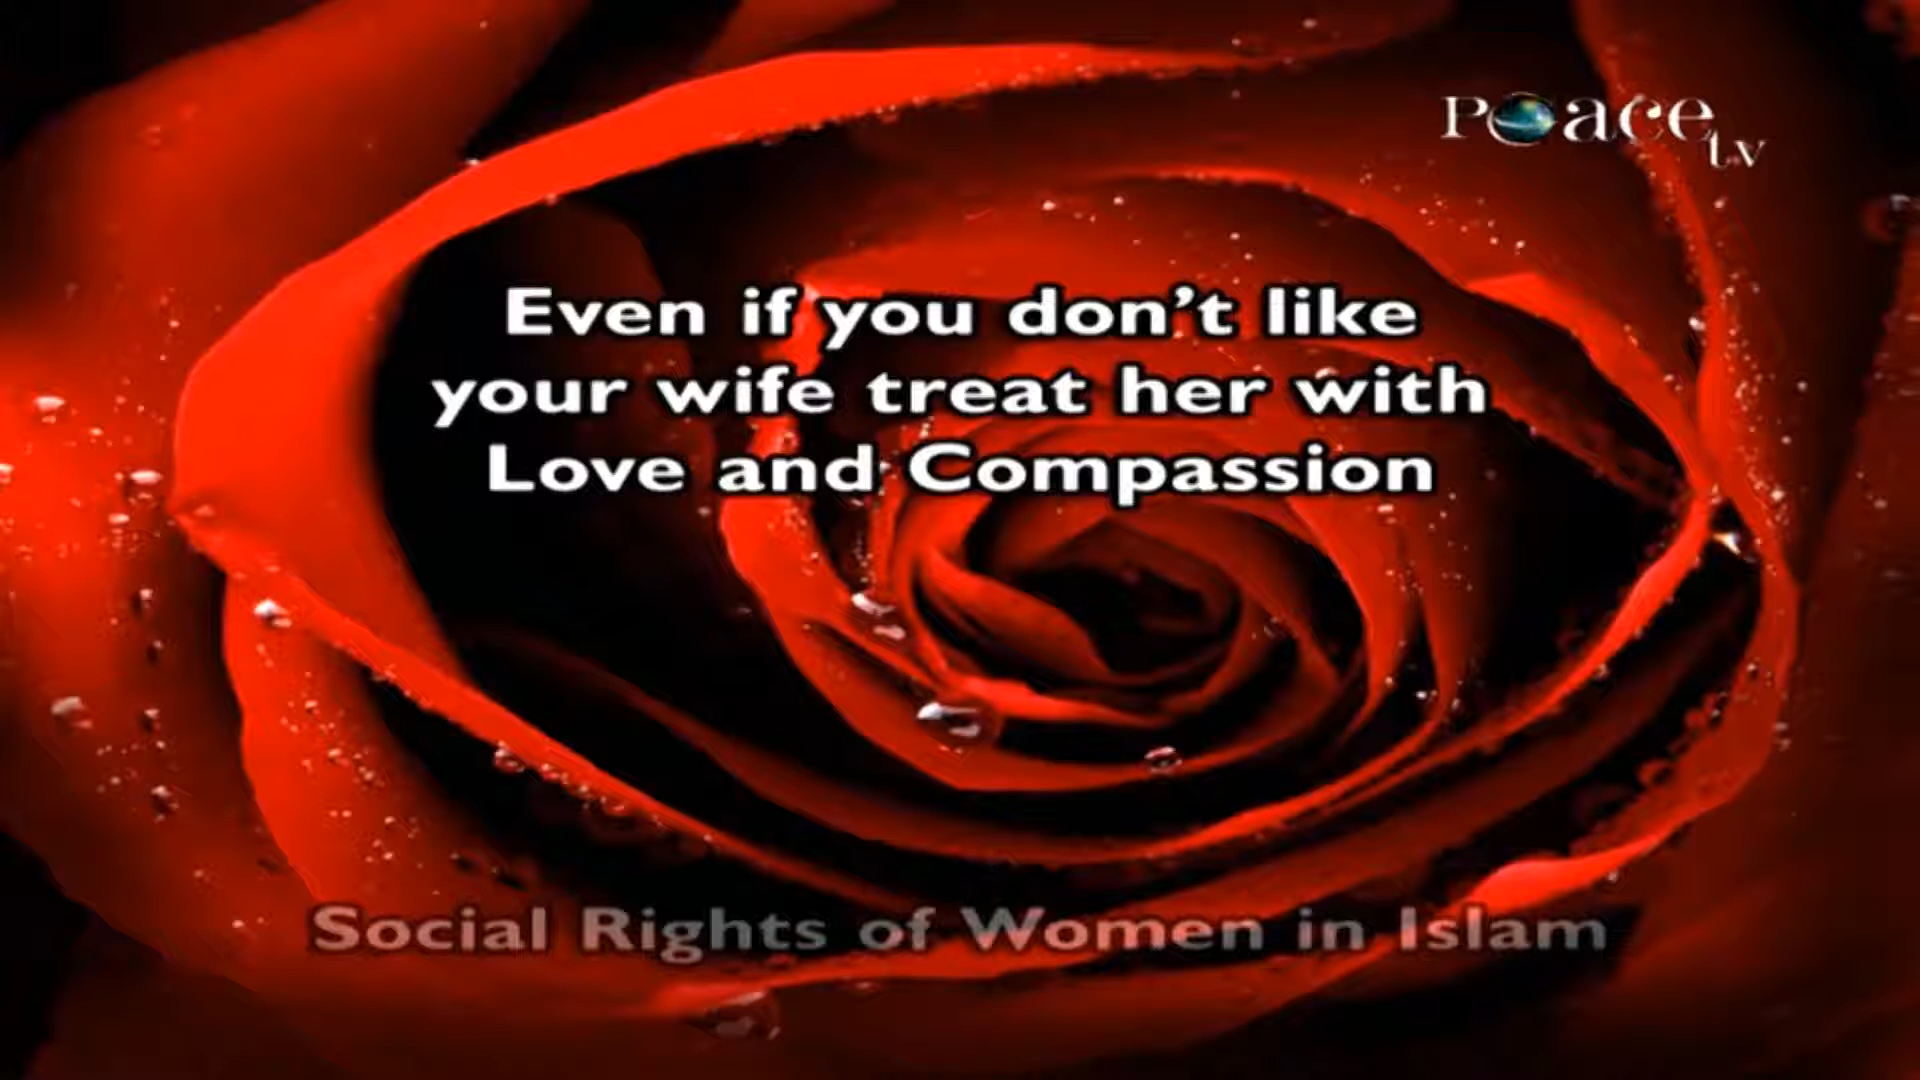 Peace
tv
Even if you don't like
your wife treat her with
Love and Compassion
Social Rights of Women in Islam